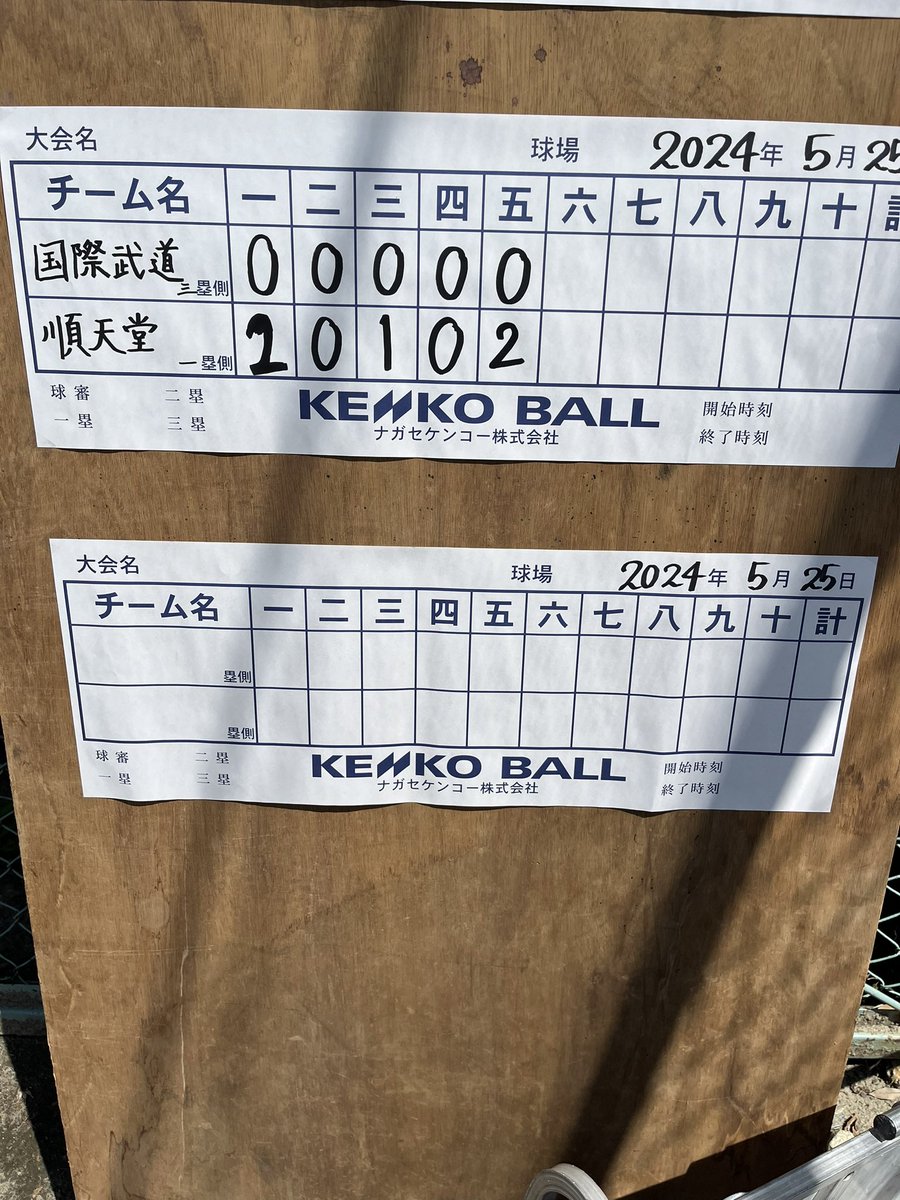 大会名 球場 2024年 5月 25
チーム名 一 二 三 四 五 六 七 八 九 十 計
国際武道 三塁側 0 0 0 0 0
順天堂 一塁側 2 0 1 0 2
球審 二塁
一塁 三塁
KENKO BALL
ナガセケンコー株式会社
開始時刻
終了時刻
大会名 球場 2024年 5月 25日
チーム名 一 二 三 四 五 六 七 八 九 十 計
塁側
塁側
球審 二塁
一塁 三塁
KENKO BALL
ナガセケンコー株式会社
開始時刻
終了時刻